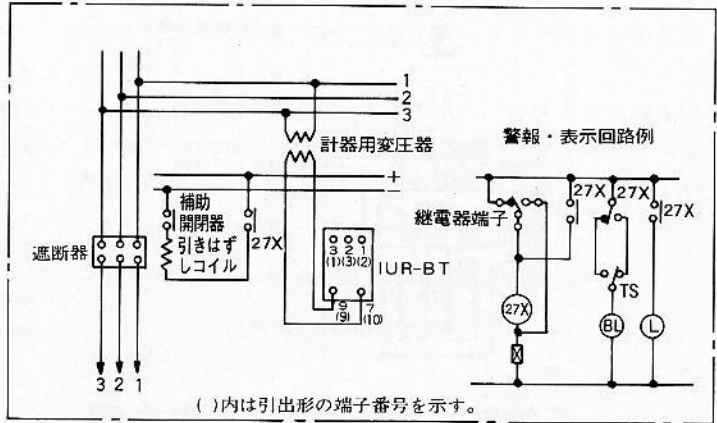 1
2
3
計器用変圧器
警報・表示回路例
+
−
補助
開閉器
引きはず
しコイル
27X
遮断器
3 2 1
(1)(3)(2)
IUR-BT
9
(9)
7
(10)
継電器端子
27X
27X
27X
27X
TS
BL
L
3 2 1
( )内は引出形の端子番号を示す。